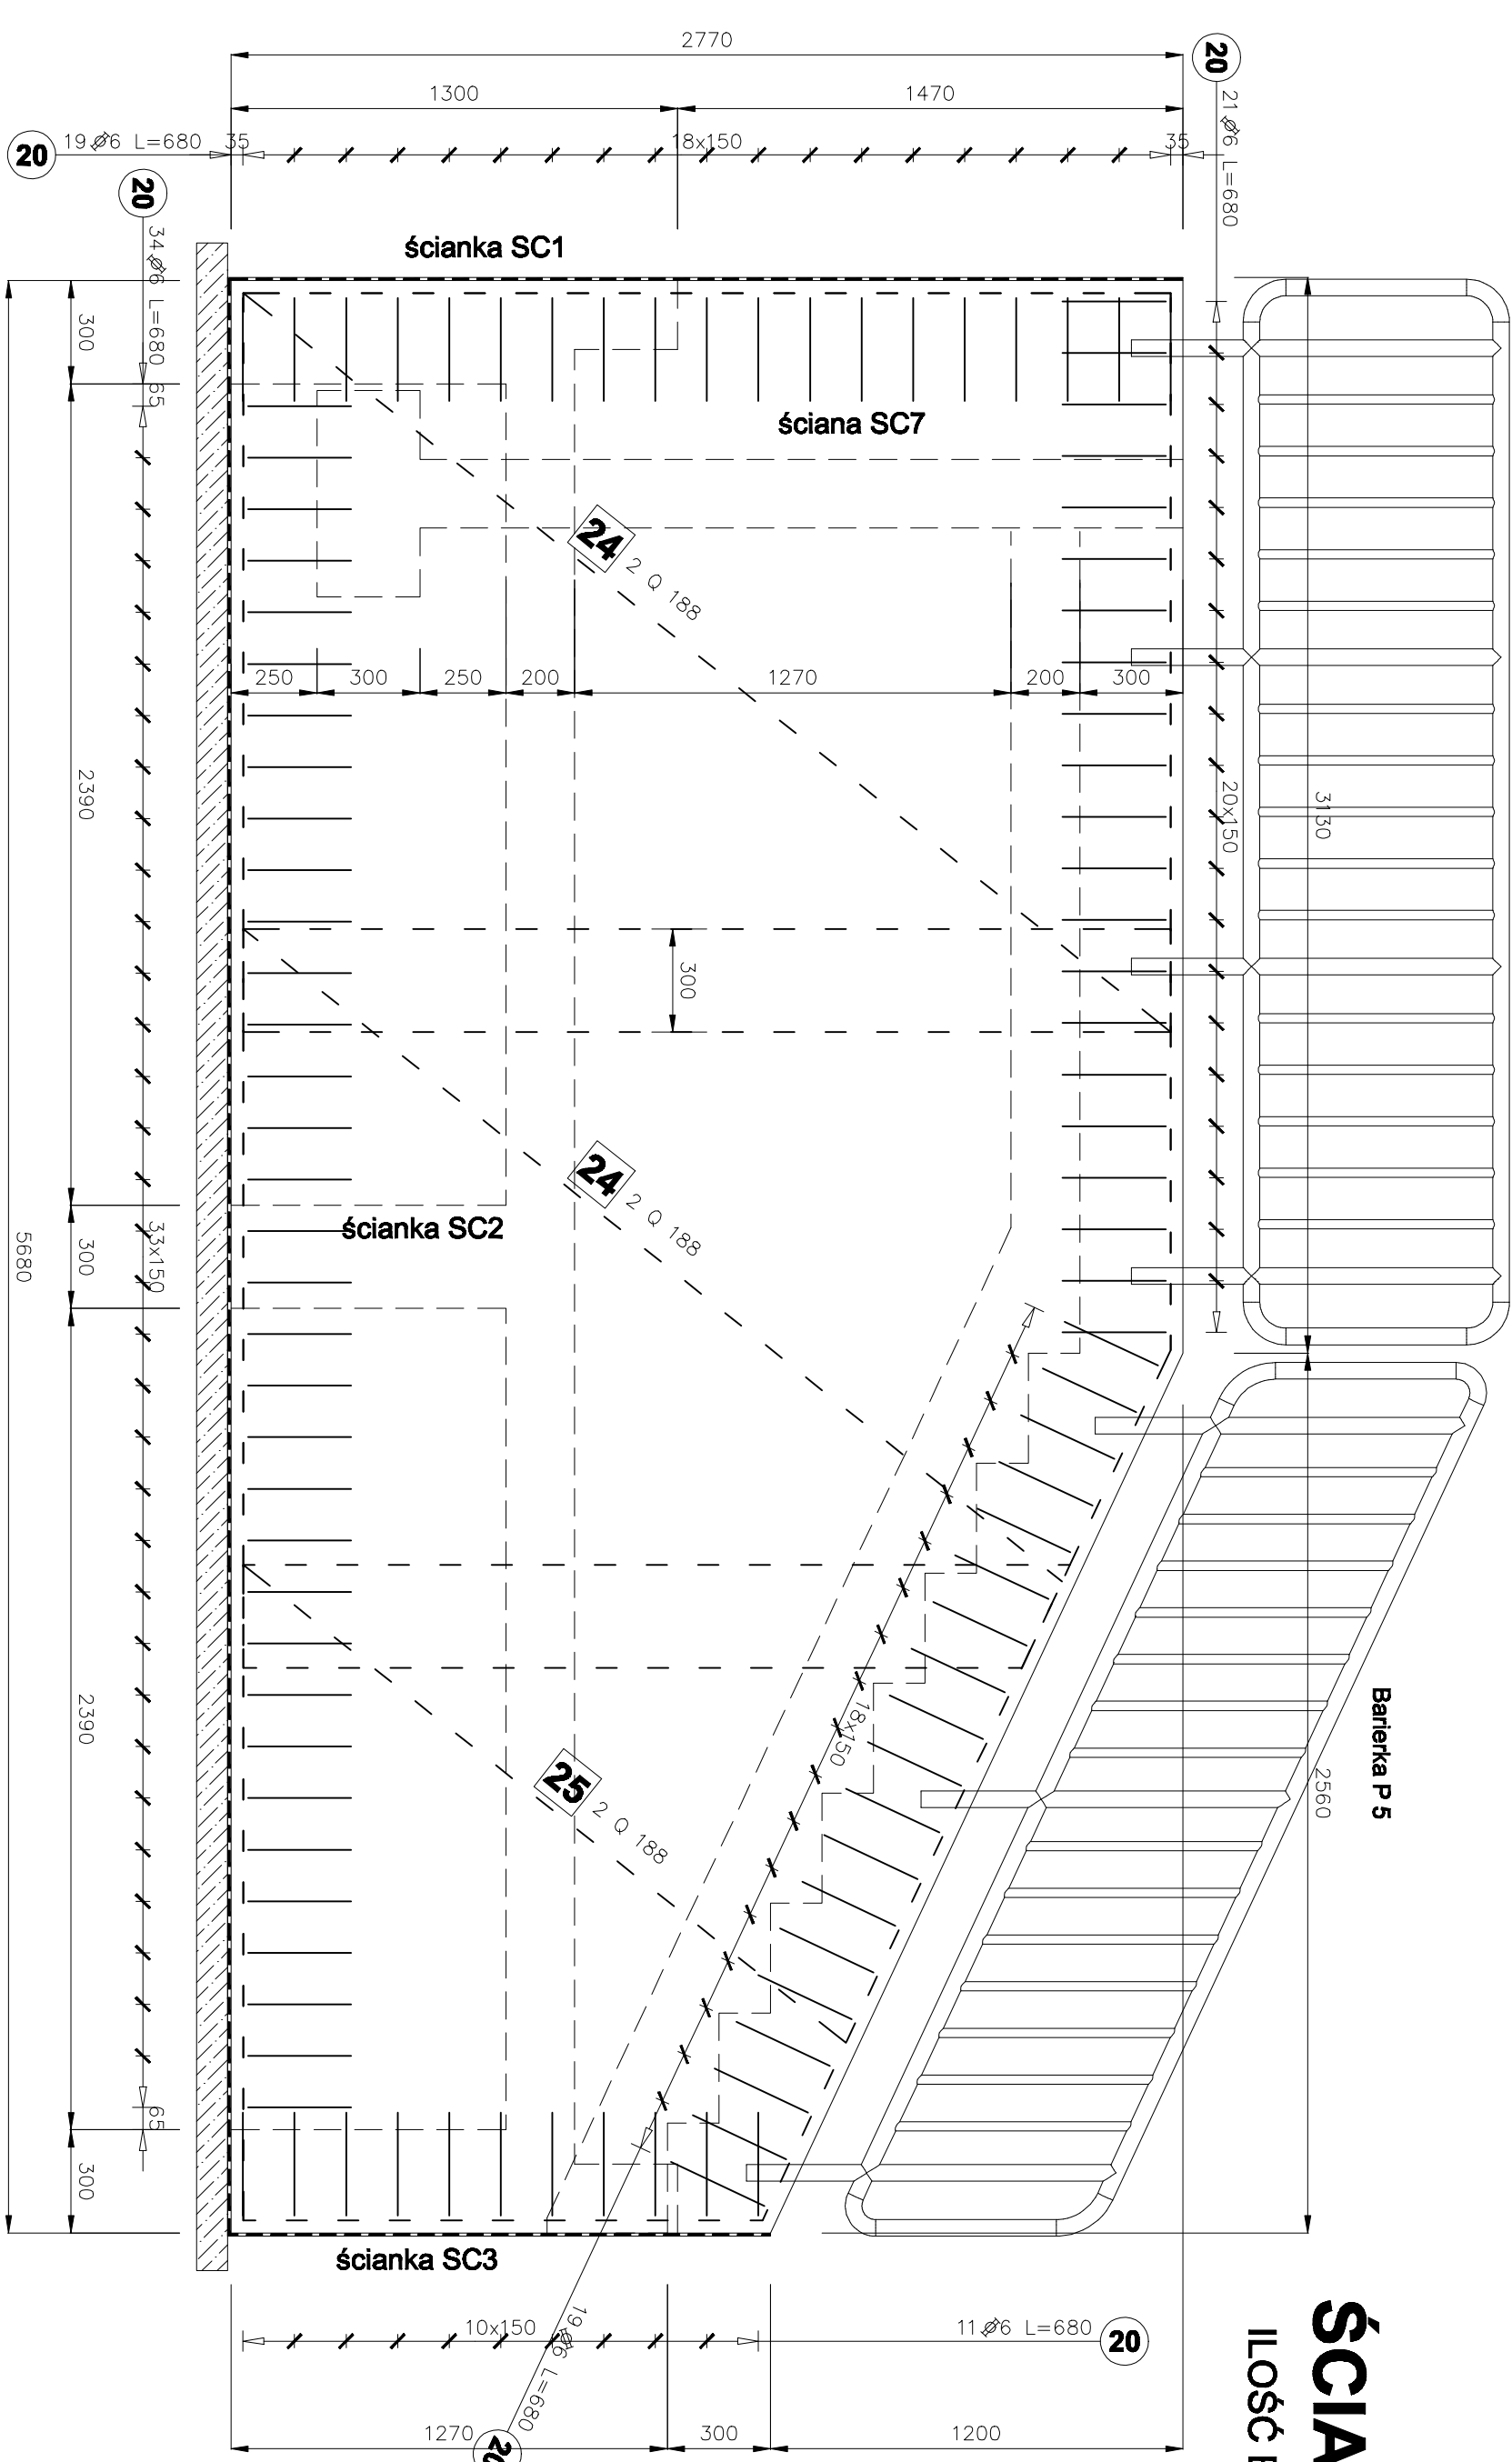 2770
1300
1470
20
19 ⌀6 L=680
35
18x150
35
20
21 ⌀6 L=680
20
34 ⌀6 L=680
ścianka SC1
300
65
ściana SC7
24
2 Q 188
250
300
250
200
1270
200
300
2390
20x150
3130
300
24
2 Q 188
ścianka SC2
33x150
300
5680
18x150
Barierka P 5
2560
25
2 Q 188
2390
65
300
ścianka SC3
10x150
19 ⌀6 L=680
11 ⌀6 L=680
20
1270
300
1200
ŚCIA
ILOŚĆ